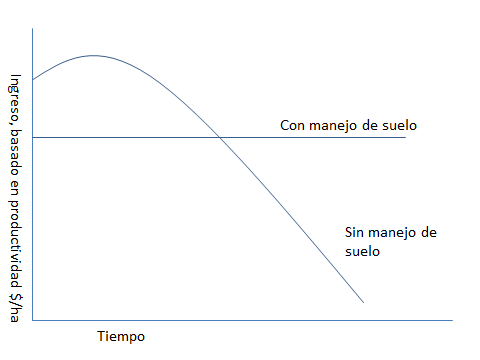 Ingreso, basado en productividad $/ha
Con manejo de suelo
Sin manejo de
suelo
Tiempo